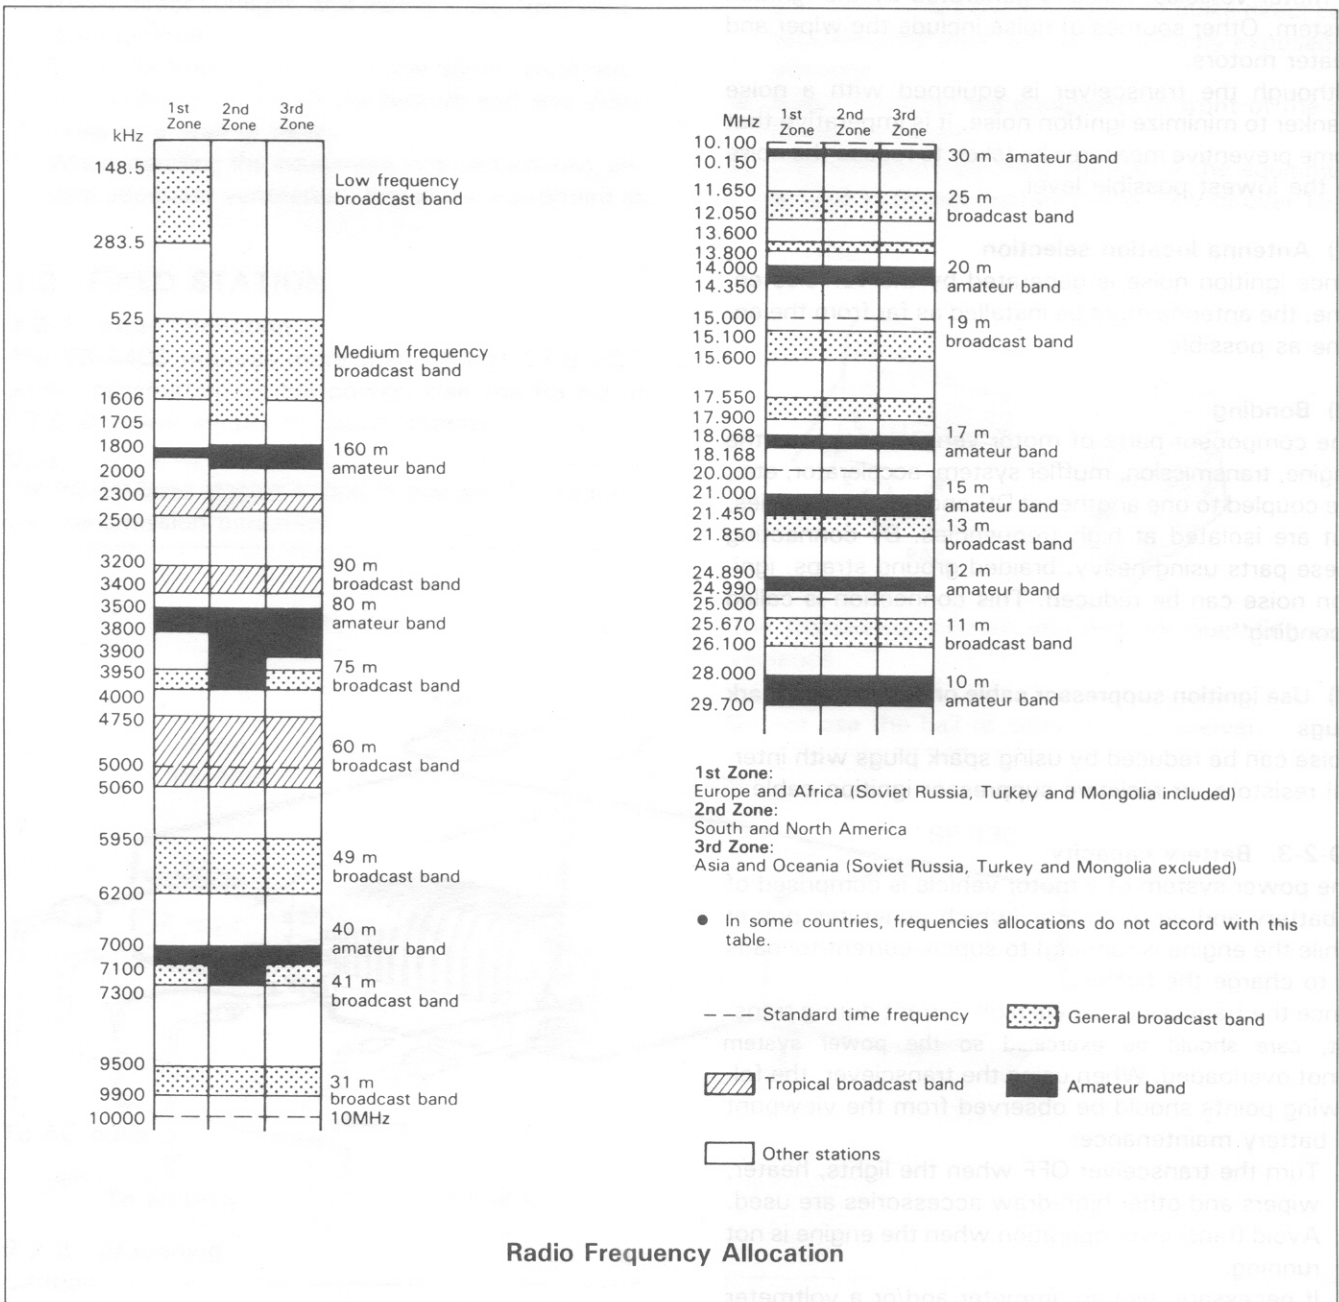 1st 2nd 3rd
Zone Zone Zone
kHz
148.5
Low frequency
broadcast band
283.5
525
Medium frequency
broadcast band
1606
1705
1800
160 m
amateur band
2000
2300
2500
3200
90 m
broadcast band
3400
3500
80 m
amateur band
3800
3900
3950
75 m
broadcast band
4000
4750
60 m
broadcast band
5000
5060
5950
49 m
broadcast band
6200
7000
40 m
amateur band
7100
41 m
broadcast band
7300
9500
31 m
broadcast band
9900
10000
10MHz
MHz
1st 2nd 3rd
Zone Zone Zone
10.100
10.150
30 m amateur band
11.650
25 m
broadcast band
12.050
13.600
13.800
14.000
20 m
amateur band
14.350
15.000
19 m
broadcast band
15.100
15.600
17.550
17.900
18.068
17 m
amateur band
18.168
20.000
21.000
15 m
amateur band
21.450
13 m
broadcast band
21.850
24.890
12 m
amateur band
24.990
25.000
25.670
11 m
broadcast band
26.100
28.000
10 m
amateur band
29.700
1st Zone:
Europe and Africa (Soviet Russia, Turkey and Mongolia included)
2nd Zone:
South and North America
3rd Zone:
Asia and Oceania (Soviet Russia, Turkey and Mongolia excluded)
● In some countries, frequencies allocations do not accord with this
table.
Standard time frequency
General broadcast band
Tropical broadcast band
Amateur band
Other stations
Radio Frequency Allocation